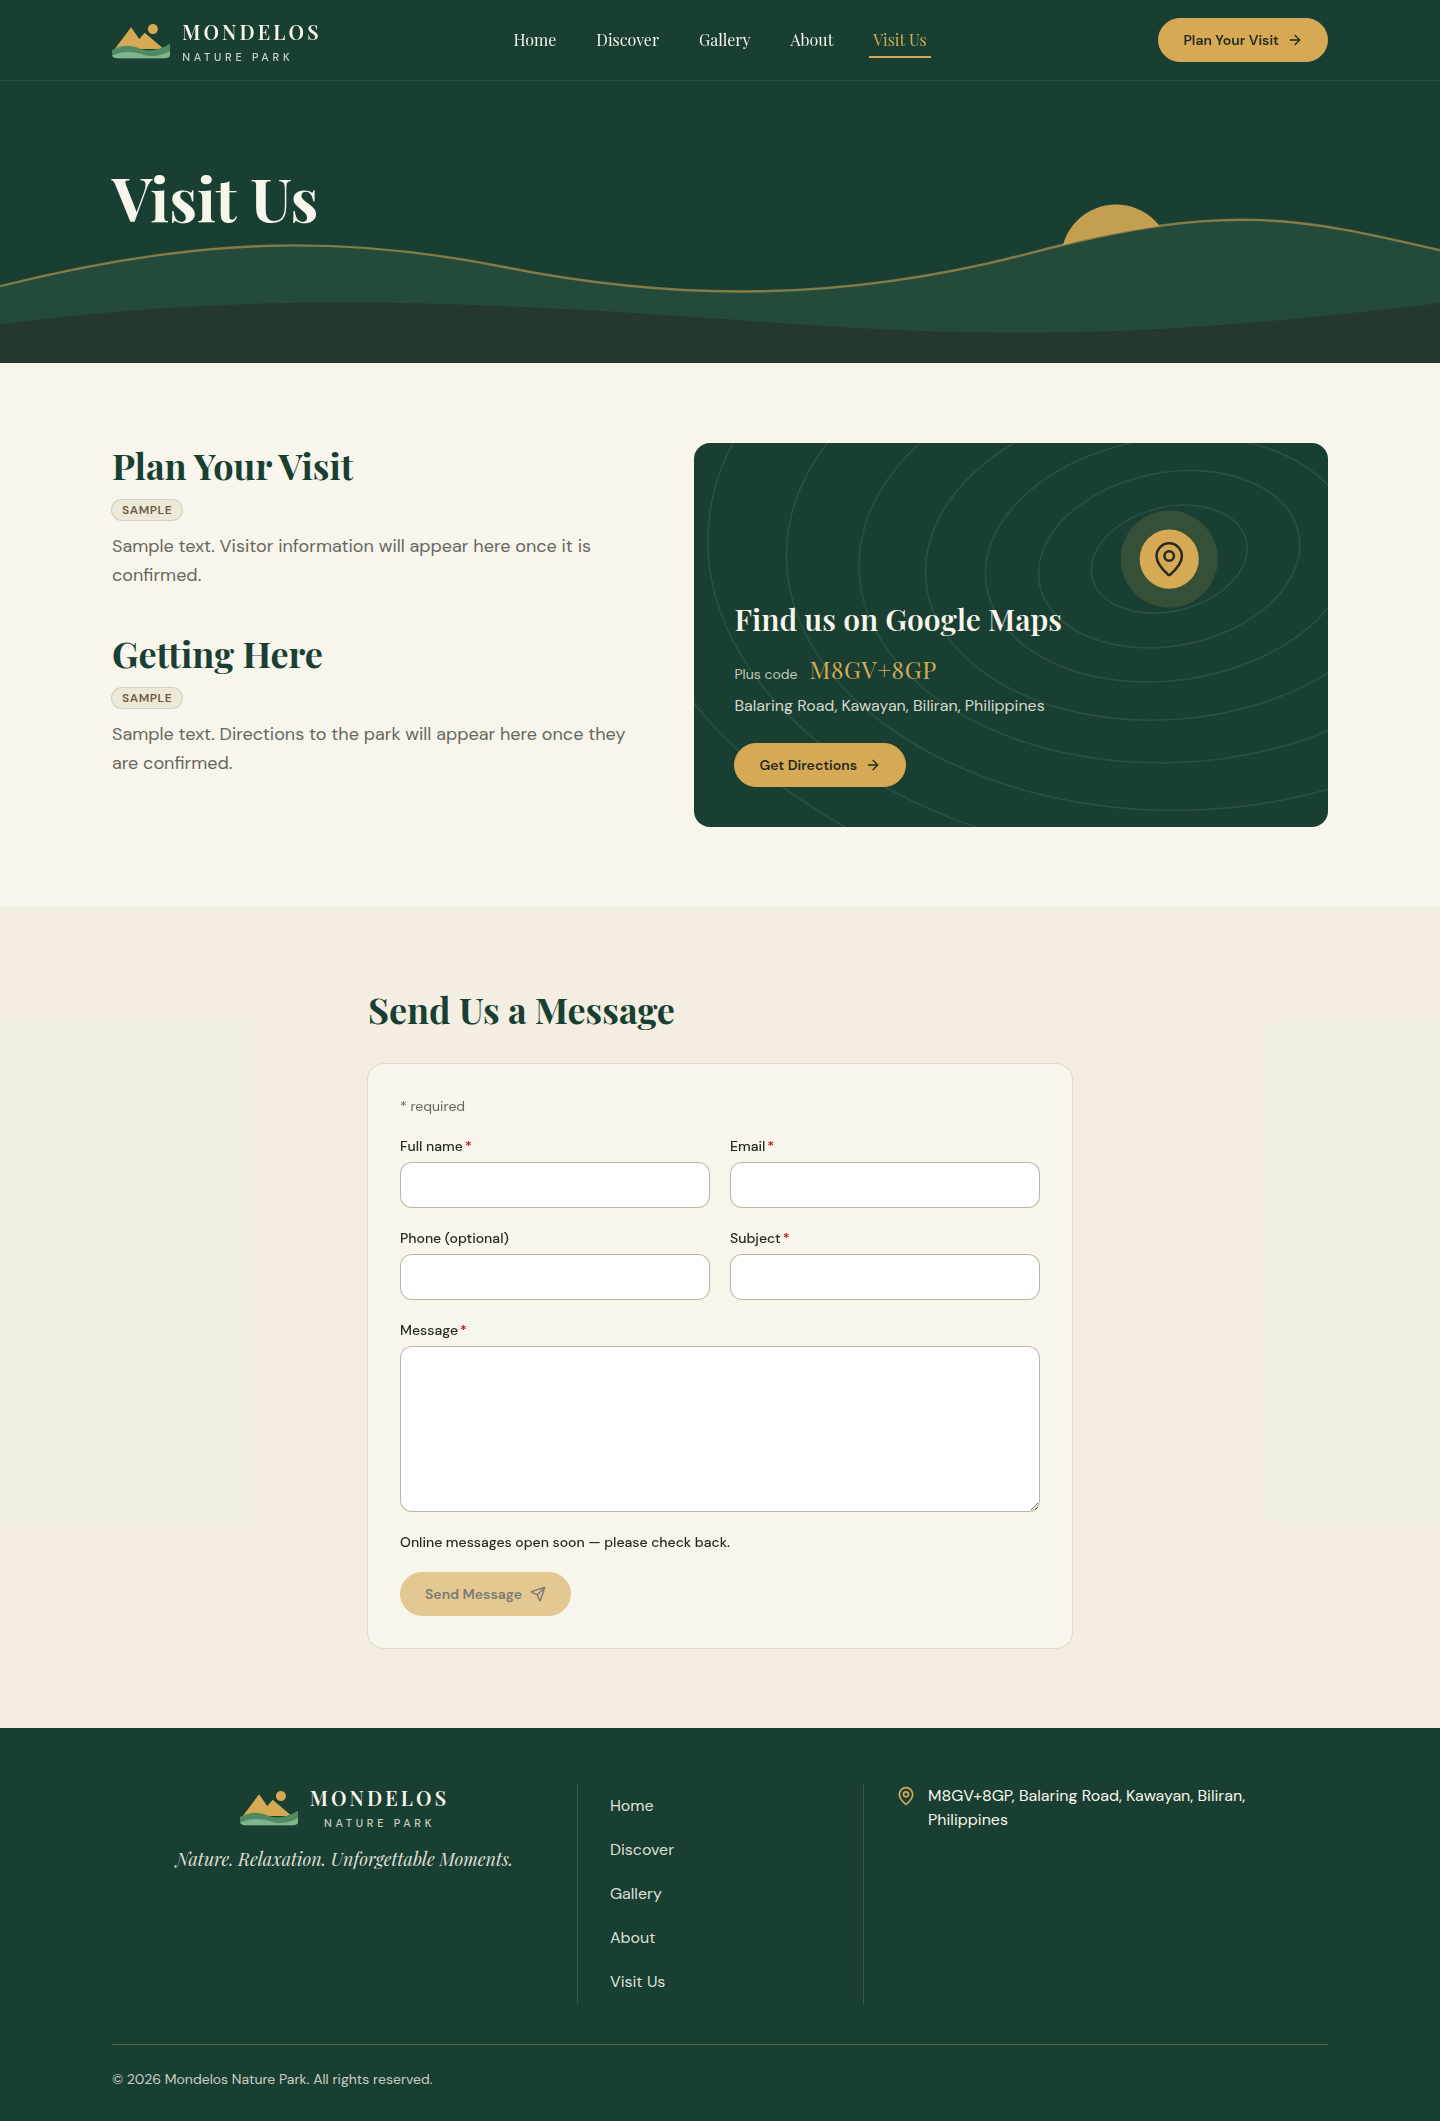 MONDELOS
NATURE PARK
Home
Discover
Gallery
About
Visit Us
Plan Your Visit
Visit Us
Plan Your Visit
SAMPLE
Sample text. Visitor information will appear here once it is
confirmed.
Getting Here
SAMPLE
Sample text. Directions to the park will appear here once they
are confirmed.
Find us on Google Maps
Plus code M8GV+8GP
Balaring Road, Kawayan, Biliran, Philippines
Get Directions
Send Us a Message
* required
Full name *
Email *
Phone (optional)
Subject *
Message *
Online messages open soon — please check back.
Send Message
MONDELOS
NATURE PARK
Nature. Relaxation. Unforgettable Moments.
Home
Discover
Gallery
About
Visit Us
M8GV+8GP, Balaring Road, Kawayan, Biliran,
Philippines
© 2026 Mondelos Nature Park. All rights reserved.